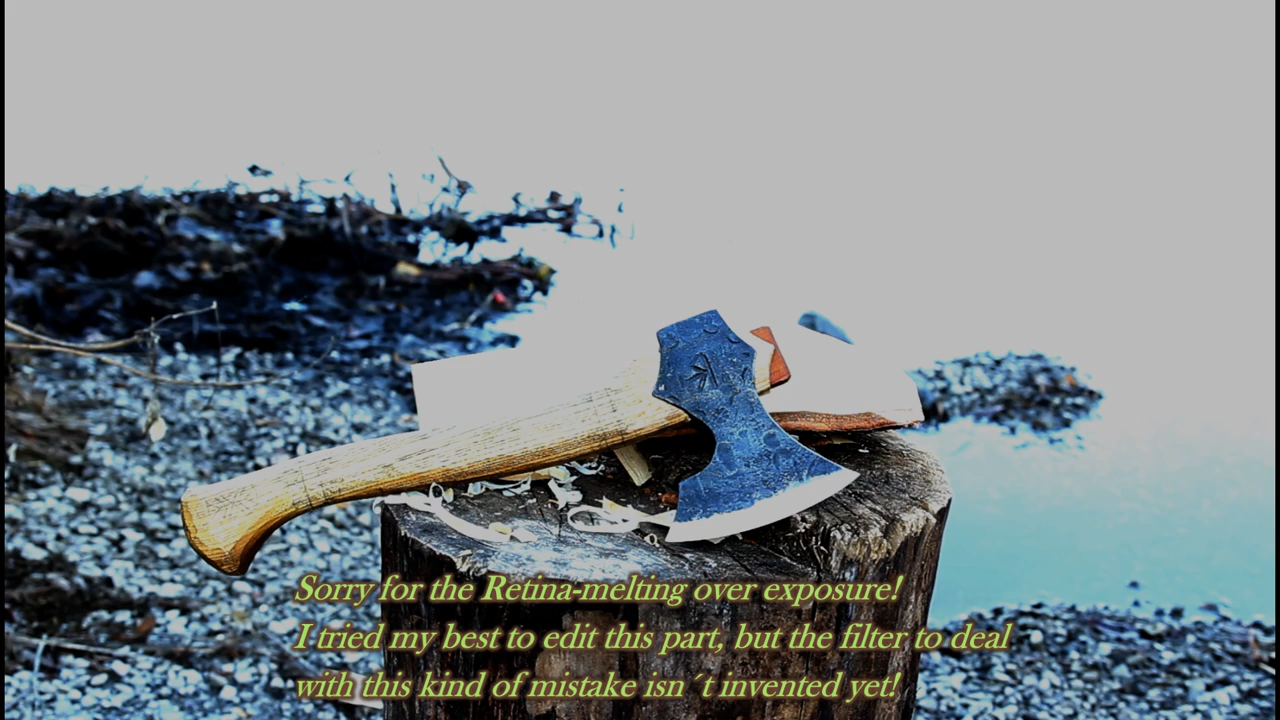 Sorry for the Retina-melting over exposure!
I tried my best to edit this part, but the filter to deal
with this kind of mistake isn´t invented yet!